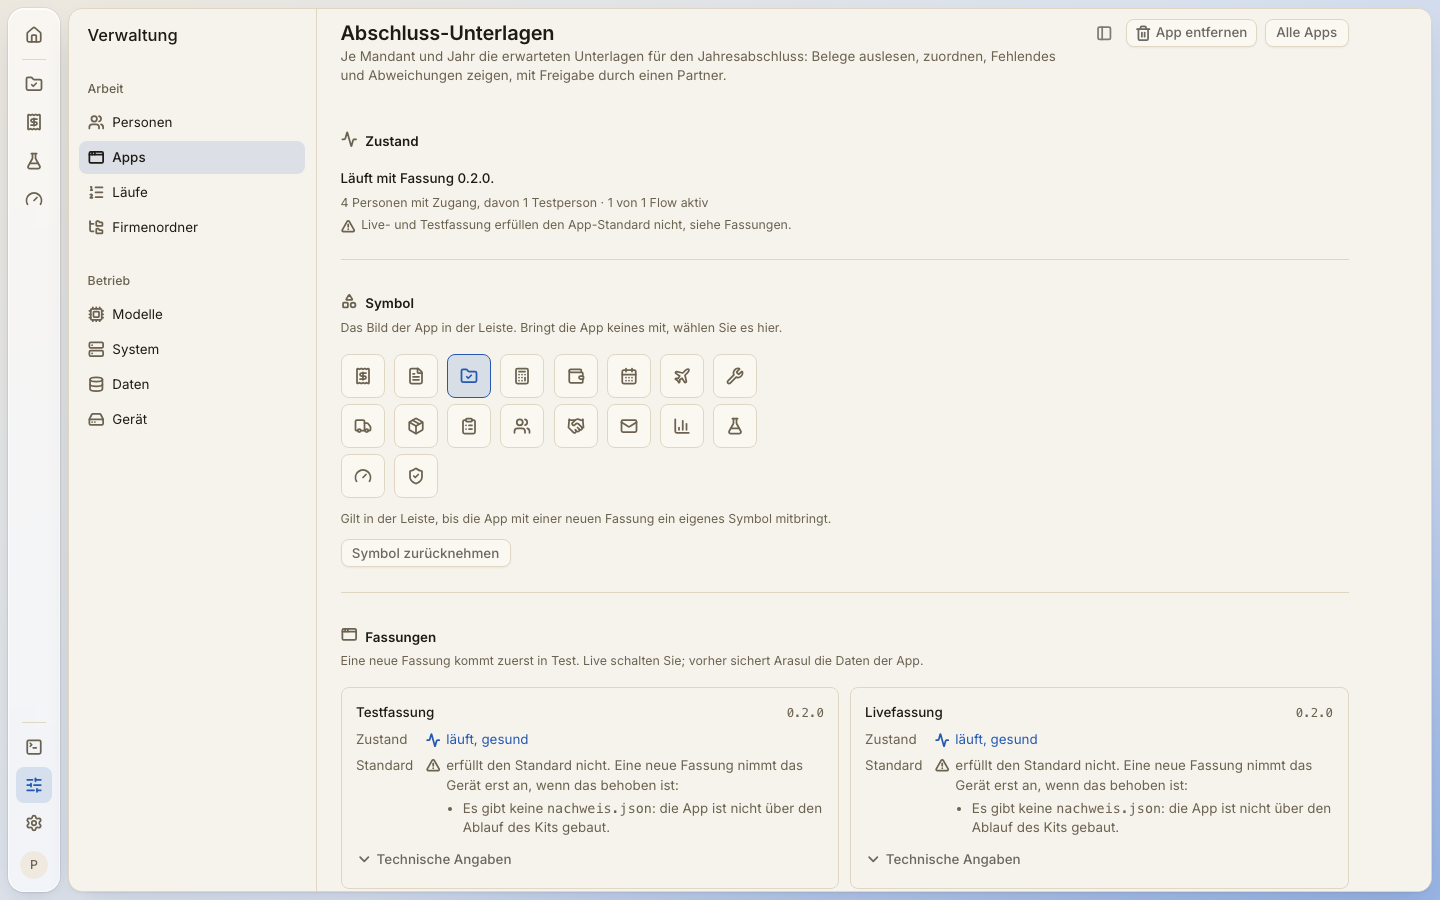 Verwaltung
Arbeit
Personen
Apps
Läufe
Firmenordner
Betrieb
Modelle
System
Daten
Gerät
P
Abschluss-Unterlagen
App entfernen
Alle Apps
Je Mandant und Jahr die erwarteten Unterlagen für den Jahresabschluss: Belege auslesen, zuordnen, Fehlendes
und Abweichungen zeigen, mit Freigabe durch einen Partner.
Zustand
Läuft mit Fassung 0.2.0.
4 Personen mit Zugang, davon 1 Testperson · 1 von 1 Flow aktiv
Live- und Testfassung erfüllen den App-Standard nicht, siehe Fassungen.
Symbol
Das Bild der App in der Leiste. Bringt die App keines mit, wählen Sie es hier.
Gilt in der Leiste, bis die App mit einer neuen Fassung ein eigenes Symbol mitbringt.
Symbol zurücknehmen
Fassungen
Eine neue Fassung kommt zuerst in Test. Live schalten Sie; vorher sichert Arasul die Daten der App.
Testfassung 0.2.0
Zustand läuft, gesund
Standard erfüllt den Standard nicht. Eine neue Fassung nimmt das
Gerät erst an, wenn das behoben ist:
• Es gibt keine nachweis.json: die App ist nicht über den
Ablauf des Kits gebaut.
Technische Angaben
Livefassung 0.2.0
Zustand läuft, gesund
Standard erfüllt den Standard nicht. Eine neue Fassung nimmt das
Gerät erst an, wenn das behoben ist:
• Es gibt keine nachweis.json: die App ist nicht über den
Ablauf des Kits gebaut.
Technische Angaben